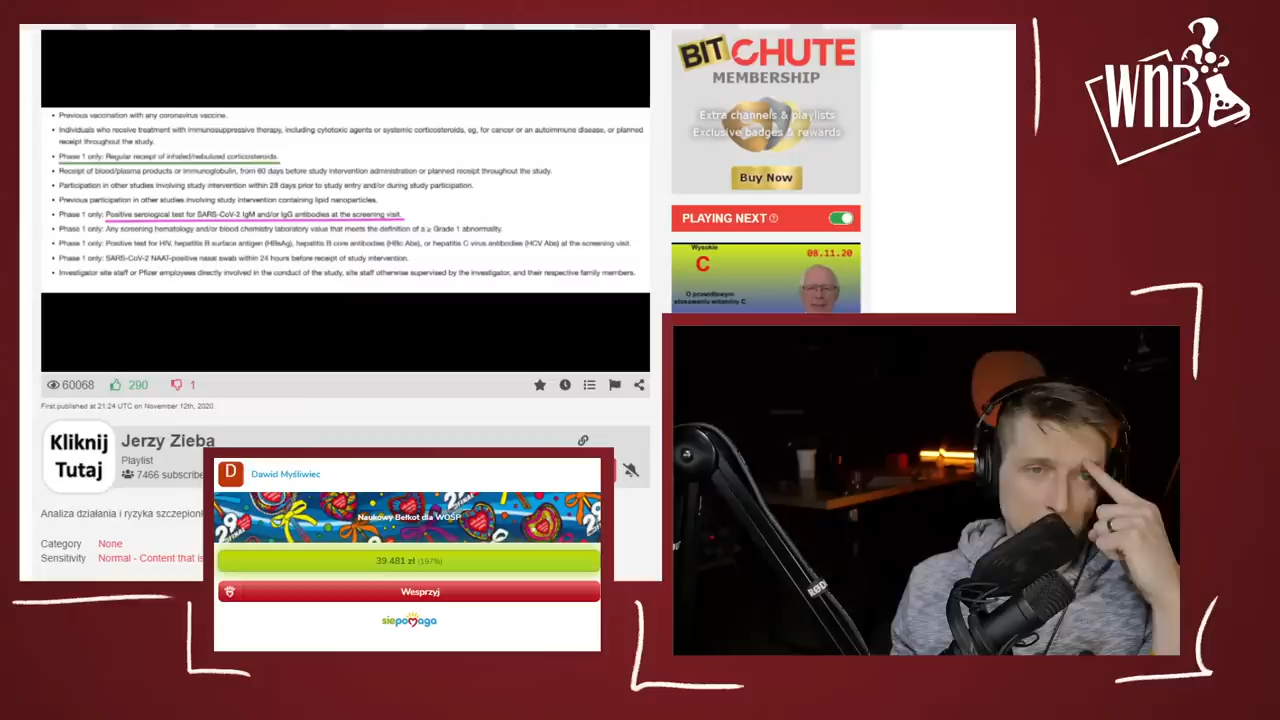 Previous vaccination with any coronavirus vaccine.
Individuals who receive treatment with immunosuppressive therapy, including cytotoxic agents or systemic corticosteroids, eg, for cancer or an autoimmune disease, or planned
receipt throughout the study.
Phase 1 only: Regular receipt of inhaled/nebulized corticosteroids.
Receipt of blood/plasma products or immunoglobulin, from 60 days before study intervention administration or planned receipt throughout the study.
Participation in other studies involving study intervention within 28 days prior to study entry and/or during study participation.
Previous participation in other studies involving study intervention containing lipid nanoparticles.
Phase 1 only: Positive serological test for SARS-CoV-2 IgM and/or IgG antibodies at the screening visit.
Phase 1 only: Any screening hematology and/or blood chemistry laboratory value that meets the definition of a ≥ Grade 1 abnormality.
Phase 1 only: Positive test for HIV, hepatitis B surface antigen (HBsAg), hepatitis B core antibodies (HBc Abs), or hepatitis C virus antibodies (HCV Abs) at the screening visit.
Phase 1 only: SARS-CoV-2 NAAT-positive nasal swab within 24 hours before receipt of study intervention.
Investigator site staff or Pfizer employees directly involved in the conduct of the study, site staff otherwise supervised by the investigator, and their respective family members.
BITCHUTE
MEMBERSHIP
Extra channels & playlists
Exclusive badges & rewards
Buy Now
PLAYING NEXT
Wysokie
C
08.11.20
O prawidłowym
stosowaniu witaminy C
WNB
60068 290 1
First published at 21:24 UTC on November 12th, 2020.
Kliknij
Tutaj
Jerzy Zieba
Playlist
7466 subscribe
Analiza działania i ryzyka szczepionk
Category None
Sensitivity Normal - Content that is
D
Dawid Myśliwiec
Naukowy Bełkot dla WOŚP
39 481 zł (197%)
Wesprzyj
siepomaga
RØDE